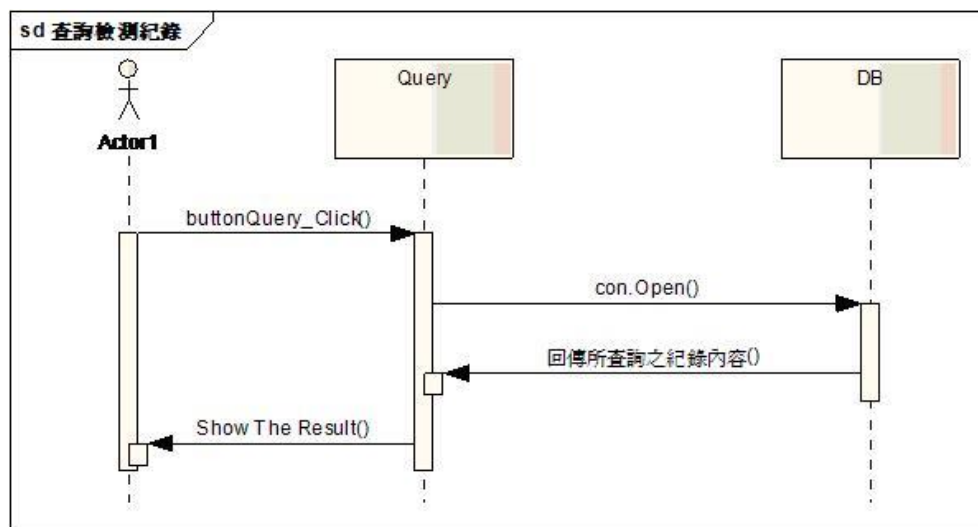 sd 查詢檢測紀錄
Query
DB
Actor1
buttonQuery_Click()
con.Open()
回傳所查詢之紀錄內容()
Show The Result()